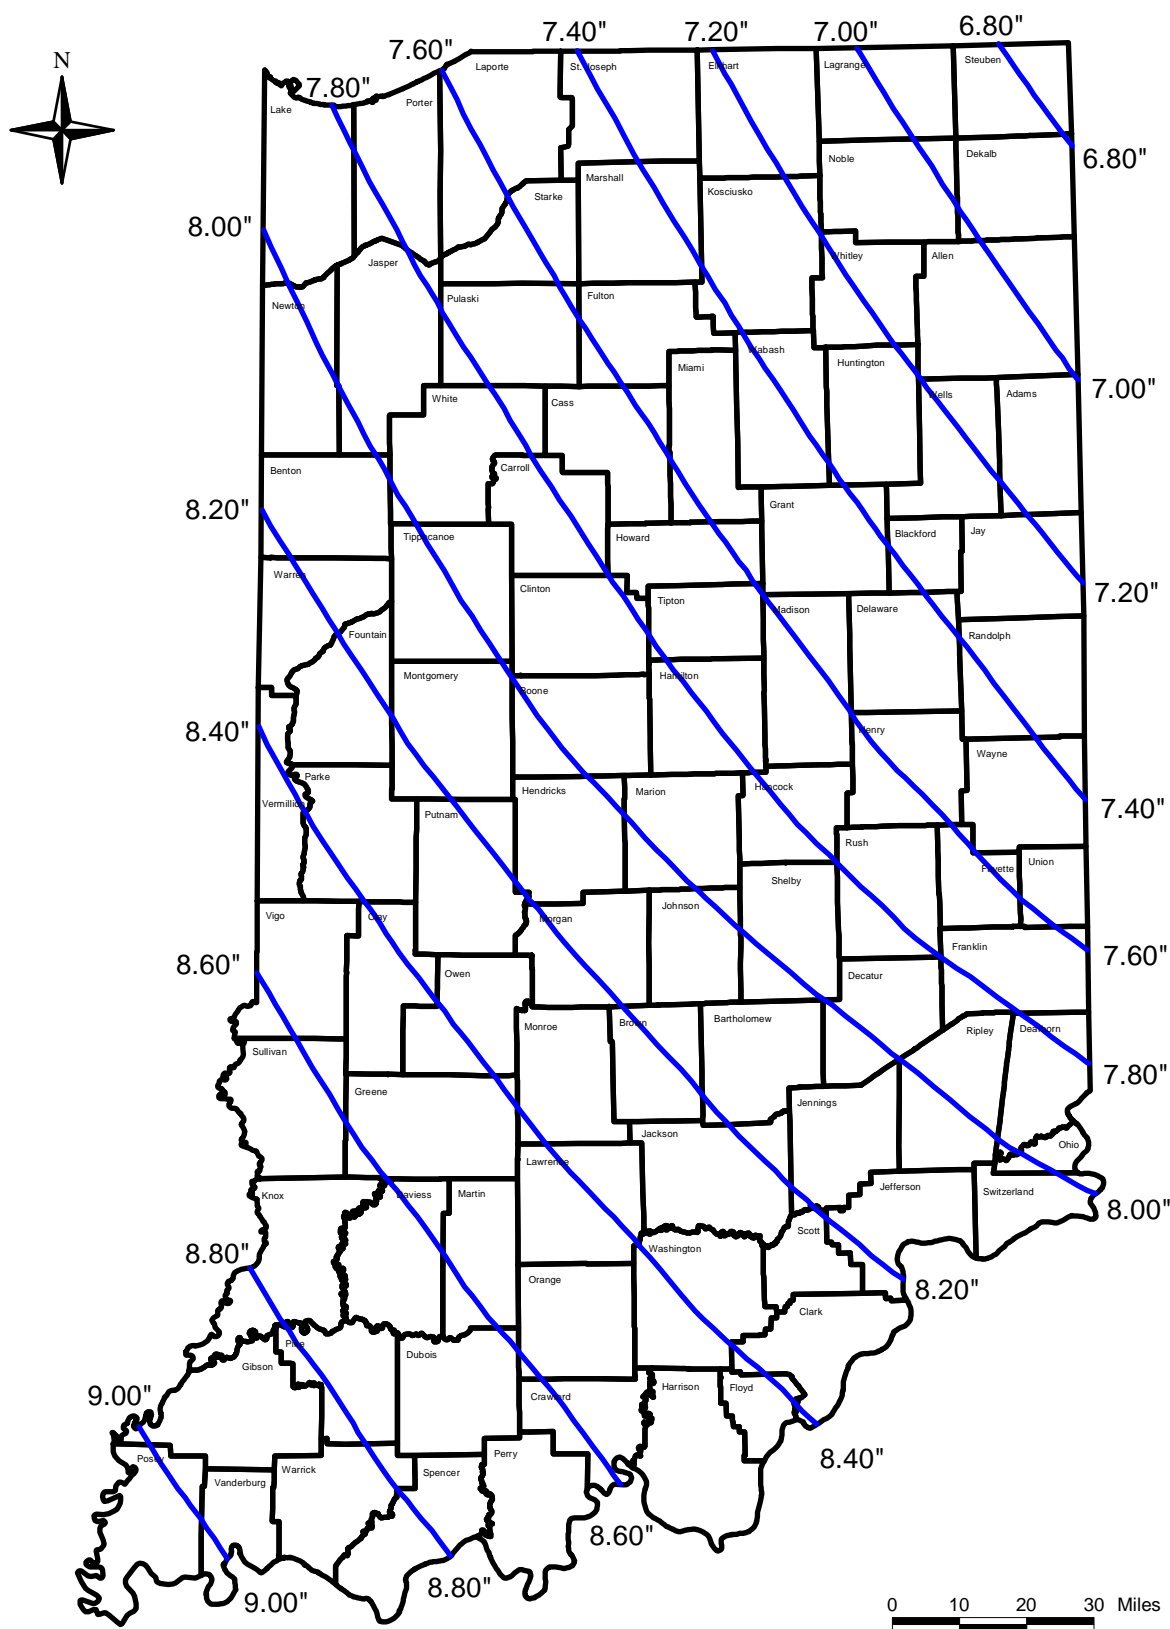 7.40"
7.20"
7.00"
6.80"
7.60"
N
7.80"
Laporte
St. Joseph
Elkhart
Lagrange
Steuben
Lake
Porter
Noble
Dekalb
6.80"
Marshall
Kosciusko
Starke
8.00"
Jasper
Whitley
Allen
Newton
Pulaski
Fulton
Wabash
Miami
Huntington
7.00"
White
Cass
Wells
Adams
Benton
Carroll
8.20"
Grant
Tippecanoe
Howard
Blackford
Jay
Warren
Clinton
7.20"
Tipton
Madison
Delaware
Fountain
Randolph
Montgomery
Hamilton
Boone
8.40"
Henry
Wayne
Parke
Hendricks
Marion
Hancock
Vermillion
7.40"
Putnam
Rush
Fayette
Union
Shelby
Vigo
Clay
Morgan
Johnson
Franklin
7.60"
8.60"
Owen
Decatur
Monroe
Brown
Bartholomew
Ripley
Dearborn
Sullivan
7.80"
Greene
Jennings
Jackson
Ohio
Lawrence
Knox
Daviess
Martin
Jefferson
Switzerland
8.00"
Scott
8.80"
Washington
Orange
8.20"
Clark
Pike
Gibson
Dubois
9.00"
Crawford
Harrison
Floyd
Posey
Perry
8.40"
Vanderburg
Warrick
Spencer
8.60"
8.80"
9.00"
0 10 20 30 Miles